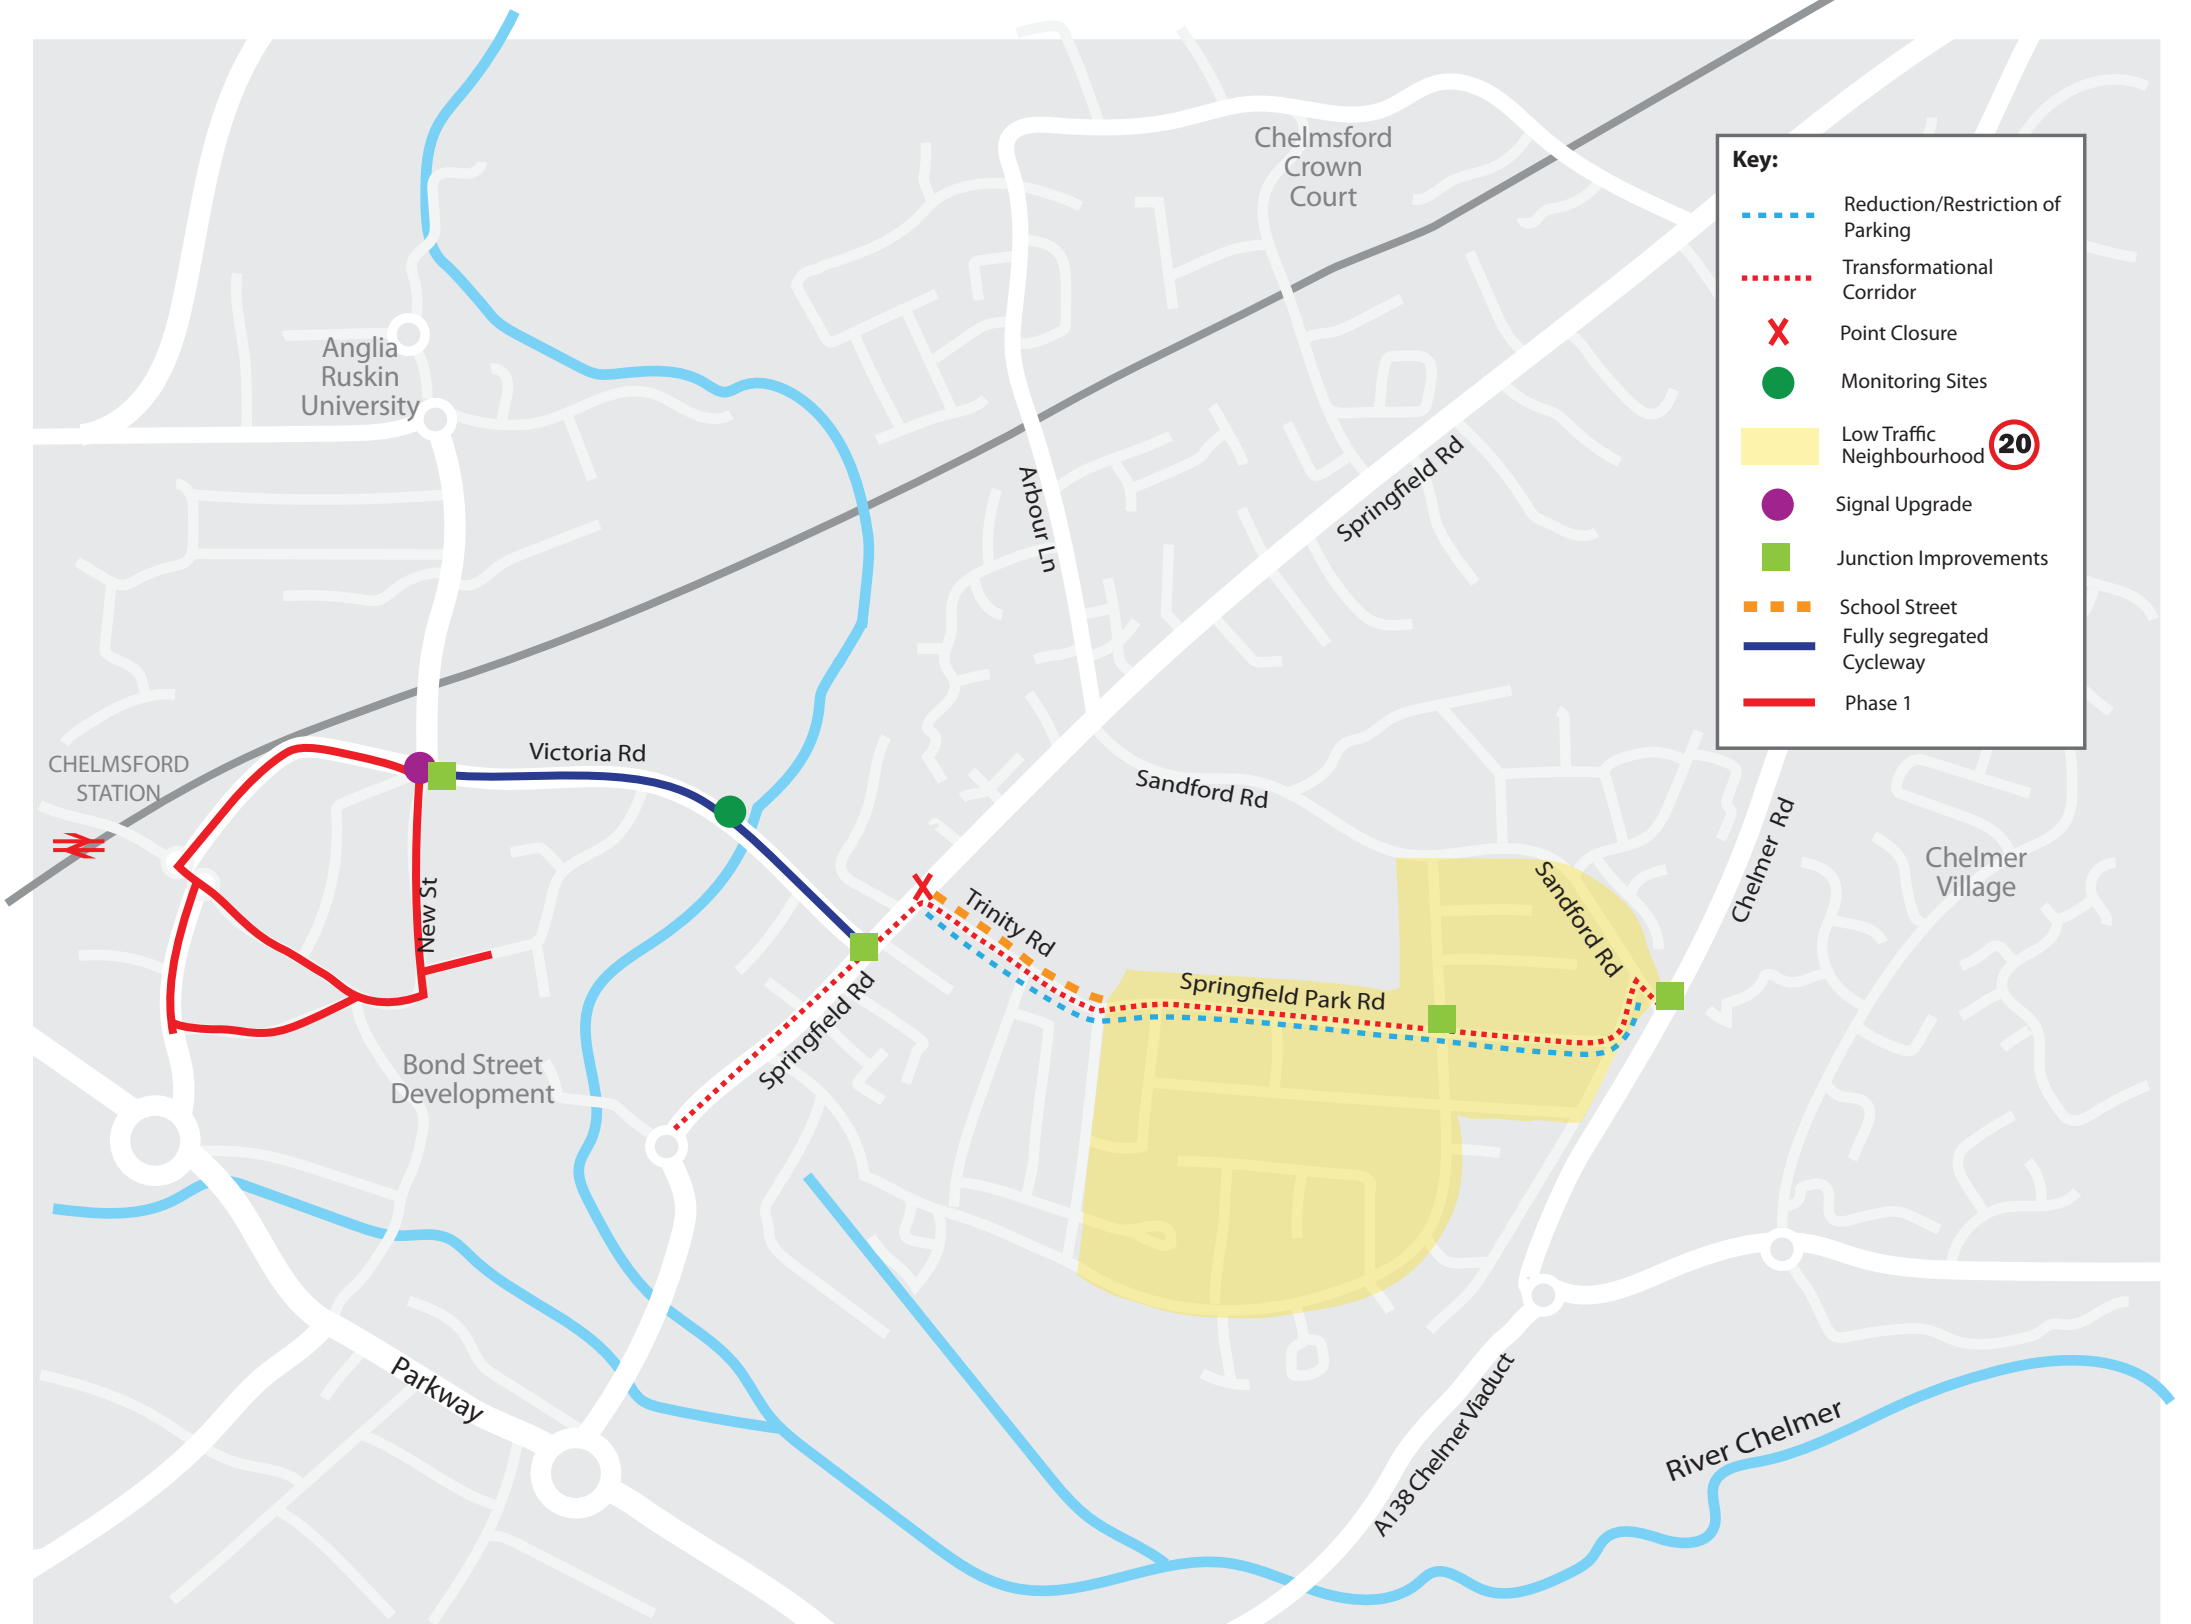 Chelmsford
Crown
Court
Key:
Reduction/Restriction of
Parking
Transformational
Corridor
Point Closure
Monitoring Sites
Low Traffic
Neighbourhood
20
Signal Upgrade
Junction Improvements
School Street
Fully segregated
Cycleway
Phase 1
Anglia
Ruskin
University
Arbour Ln
Springfield Rd
CHELMSFORD
STATION
Victoria Rd
Sandford Rd
Chelmer Rd
Chelmer
Village
New St
Trinity Rd
Sandford Rd
Springfield Park Rd
Springfield Rd
Bond Street
Development
Parkway
A138 Chelmer Viaduct
River Chelmer